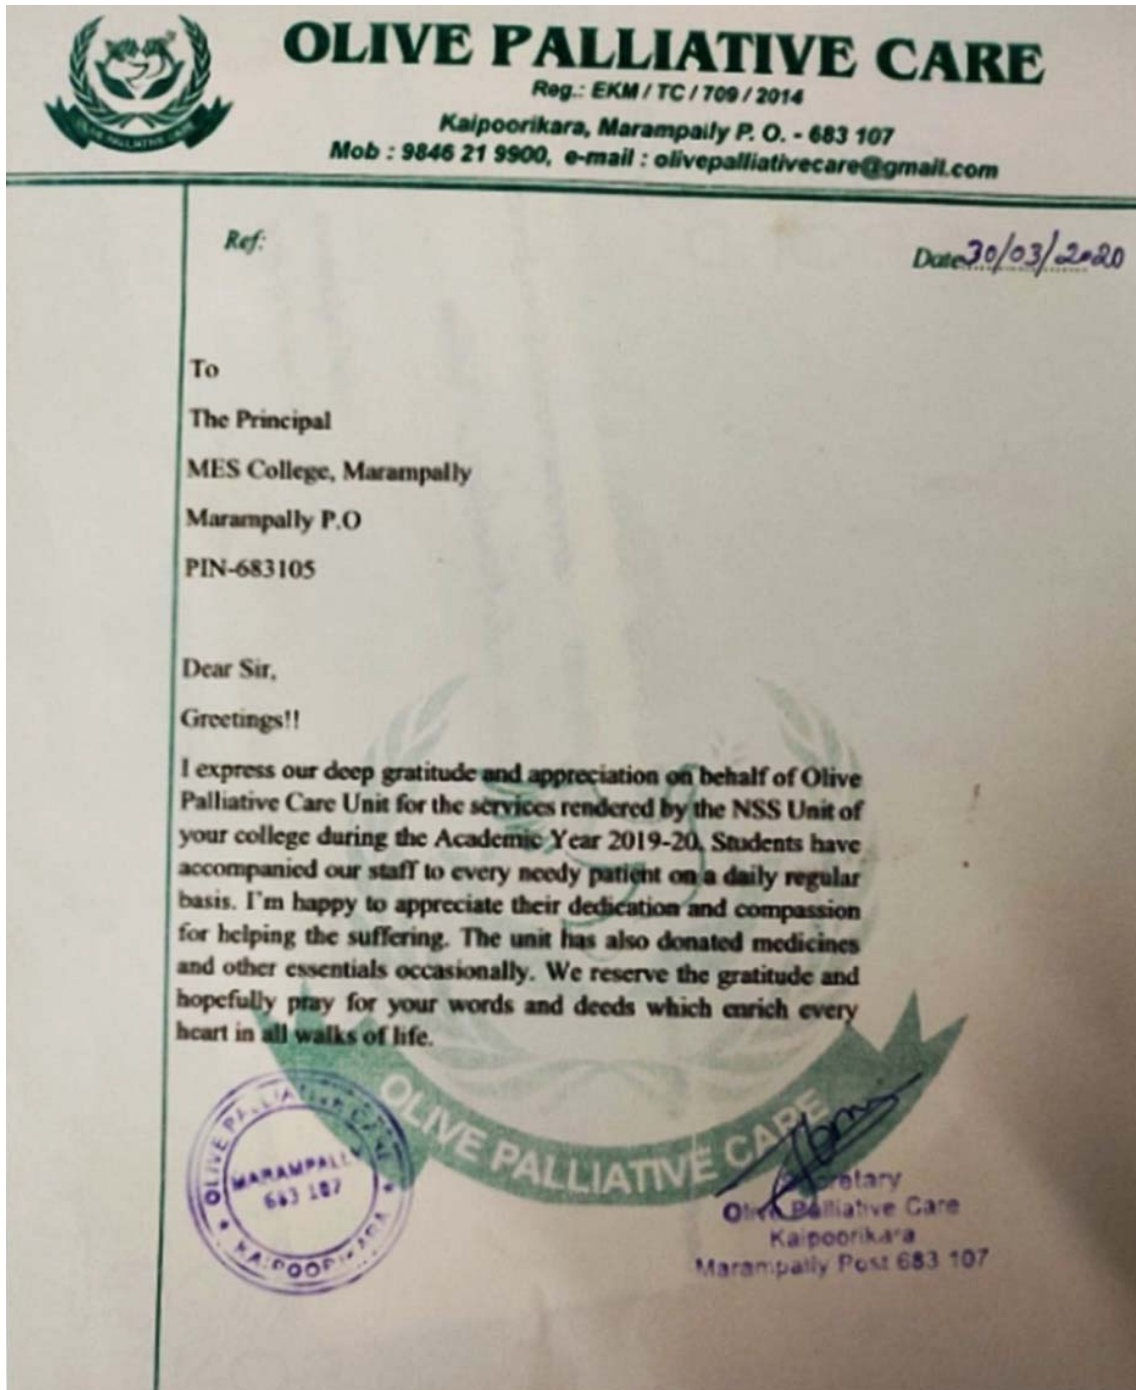 OLIVE PALLIATIVE CARE
Reg.: EKM / TC / 709 / 2014
Kaipoorikara, Marampally P. O. - 683 107
Mob : 9846 21 9900, e-mail : olivepalliativecare@gmail.com
OLIVE PALLIATIVE CARE
Ref:
Date 30/03/2020
To
The Principal
MES College, Marampally
Marampally P.O
PIN-683105
Dear Sir,
Greetings!!
I express our deep gratitude and appreciation on behalf of Olive
Palliative Care Unit for the services rendered by the NSS Unit of
your college during the Academic Year 2019-20. Students have
accompanied our staff to every needy patient on a daily regular
basis. I'm happy to appreciate their dedication and compassion
for helping the suffering. The unit has also donated medicines
and other essentials occasionally. We reserve the gratitude and
hopefully pray for your words and deeds which enrich every
heart in all walks of life.
OLIVE PALLIATIVE CARE
OLIVE PALLIATIVE CARE
MARAMPALLY
683 107
* KAIPOORIKARA *
Secretary
Olive Palliative Care
Kaipoorikara
Marampally Post 683 107